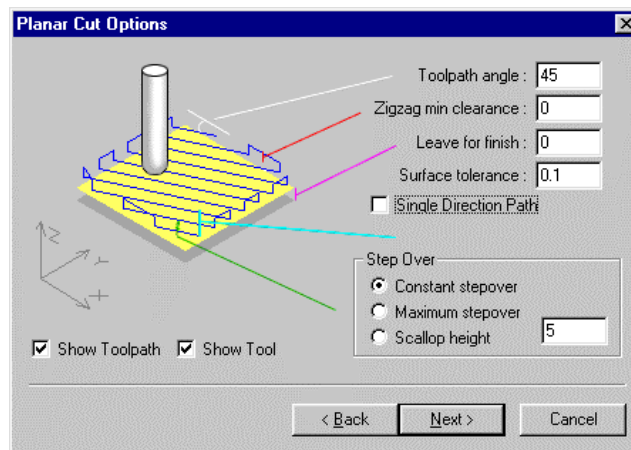 Planar Cut Options
Toolpath angle : 45
Zigzag min clearance : 0
Leave for finish : 0
Surface tolerance : 0.1
Single Direction Path
Z
Y
X
Step Over
Constant stepover
Maximum stepover
Scallop height 5
Show Toolpath Show Tool
< Back Next > Cancel